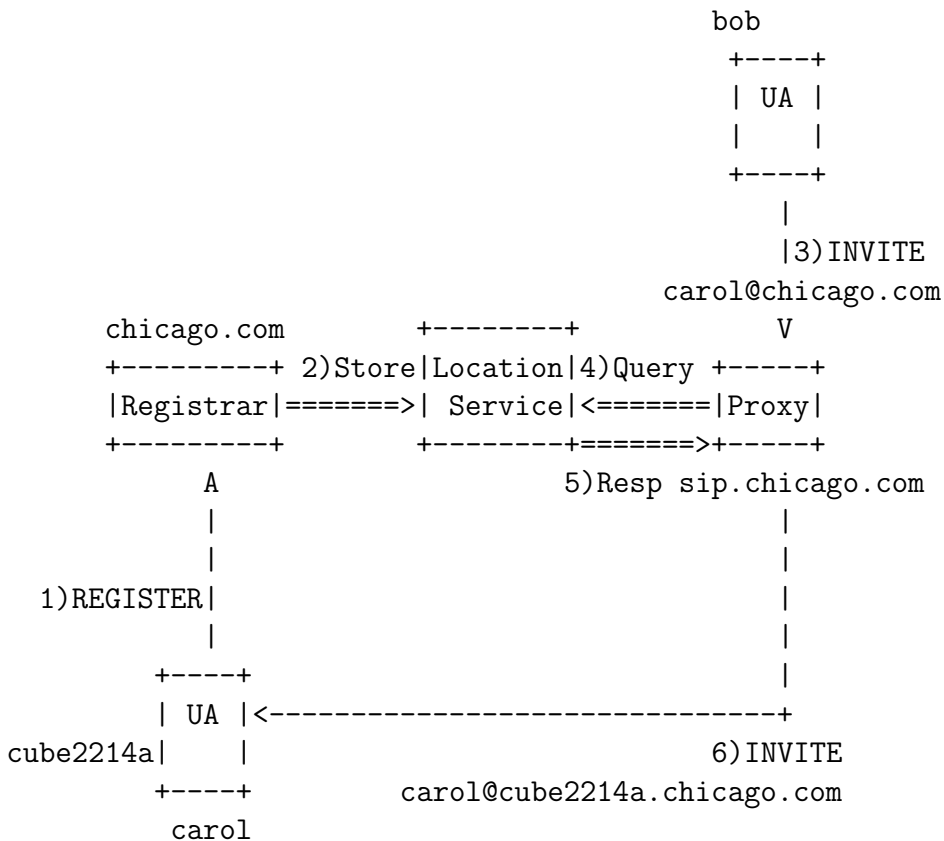 bob
+----+
| UA |
|    |
+----+
|
|3)INVITE
carol@chicago.com
chicago.com        +--------+            V
+---------+ 2)Store|Location|4)Query +-----+
|Registrar|=======>| Service|<=======|Proxy|
+---------+        +--------+=======>+-----+
A                      5)Resp sip.chicago.com
|                                   |
|                                   |
1)REGISTER|                                   |
|                                   |
+----+                                 |
| UA |<-------------------------------+
cube2214a|    |                            6)INVITE
+----+         carol@cube2214a.chicago.com
carol